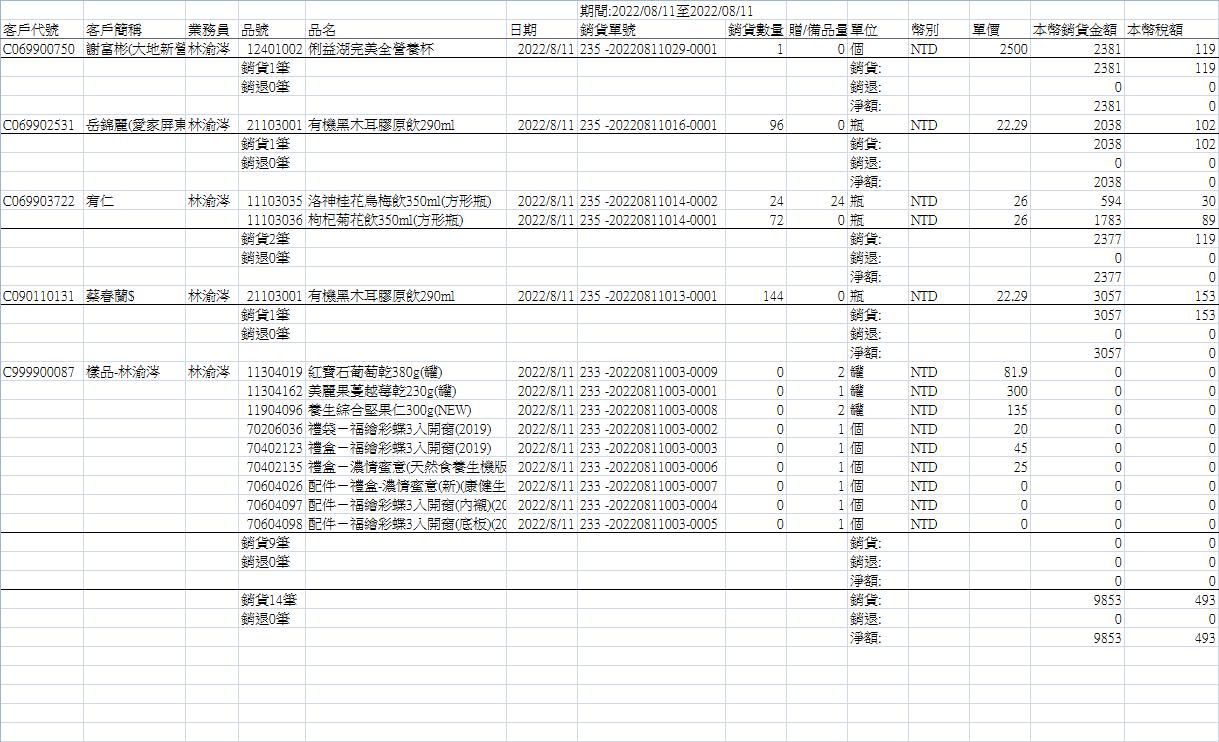 期間:2022/08/11至2022/08/11
客戶代號 客戶簡稱 業務員 品號 品名 日期 銷貨單號 銷貨數量 贈/備品量 單位 幣別 單價 本幣銷貨金額 本幣稅額
C069900750 謝富彬(大地新營 林渝涔 12401002 俐益湖完美全營養杯 2022/8/11 235 -20220811029-0001 1 0 個 NTD 2500 2381 119
銷貨1筆 銷貨: 2381 119
銷退0筆 銷退: 0 0
淨額: 2381 0
C069902531 岳錦麗(愛家屏東 林渝涔 21103001 有機黑木耳膠原飲290ml 2022/8/11 235 -20220811016-0001 96 0 瓶 NTD 22.29 2038 102
銷貨1筆 銷貨: 2038 102
銷退0筆 銷退: 0 0
淨額: 2038 0
C069903722 宥仁 林渝涔 11103035 洛神桂花烏梅飲350ml(方形瓶) 2022/8/11 235 -20220811014-0002 24 24 瓶 NTD 26 594 30
11103036 枸杞菊花飲350ml(方形瓶) 2022/8/11 235 -20220811014-0001 72 0 瓶 NTD 26 1783 89
銷貨2筆 銷貨: 2377 119
銷退0筆 銷退: 0 0
淨額: 2377 0
C090110131 蔡春蘭$ 林渝涔 21103001 有機黑木耳膠原飲290ml 2022/8/11 235 -20220811013-0001 144 0 瓶 NTD 22.29 3057 153
銷貨1筆 銷貨: 3057 153
銷退0筆 銷退: 0 0
淨額: 3057 0
C999900087 樣品-林渝涔 林渝涔 11304019 紅寶石葡萄乾380g(罐) 2022/8/11 233 -20220811003-0009 0 2 罐 NTD 81.9 0 0
11304162 美麗果蔓越莓乾230g(罐) 2022/8/11 233 -20220811003-0001 0 1 罐 NTD 300 0 0
11904096 養生綜合堅果仁300g(NEW) 2022/8/11 233 -20220811003-0008 0 2 罐 NTD 135 0 0
70206036 禮袋－福繪彩蝶3入開窗(2019) 2022/8/11 233 -20220811003-0002 0 1 個 NTD 20 0 0
70402123 禮盒－福繪彩蝶3入開窗(2019) 2022/8/11 233 -20220811003-0003 0 1 個 NTD 45 0 0
70402135 禮盒－濃情蜜意(天然食養生機版 2022/8/11 233 -20220811003-0006 0 1 個 NTD 25 0 0
70604026 配件－禮盒-濃情蜜意(新)(康健生 2022/8/11 233 -20220811003-0007 0 1 個 NTD 0 0 0
70604097 配件－福繪彩蝶3入開窗(內襯)(20 2022/8/11 233 -20220811003-0004 0 1 個 NTD 0 0 0
70604098 配件－福繪彩蝶3入開窗(底板)(20 2022/8/11 233 -20220811003-0005 0 1 個 NTD 0 0 0
銷貨9筆 銷貨: 0 0
銷退0筆 銷退: 0 0
淨額: 0 0
銷貨14筆 銷貨: 9853 493
銷退0筆 銷退: 0 0
淨額: 9853 493